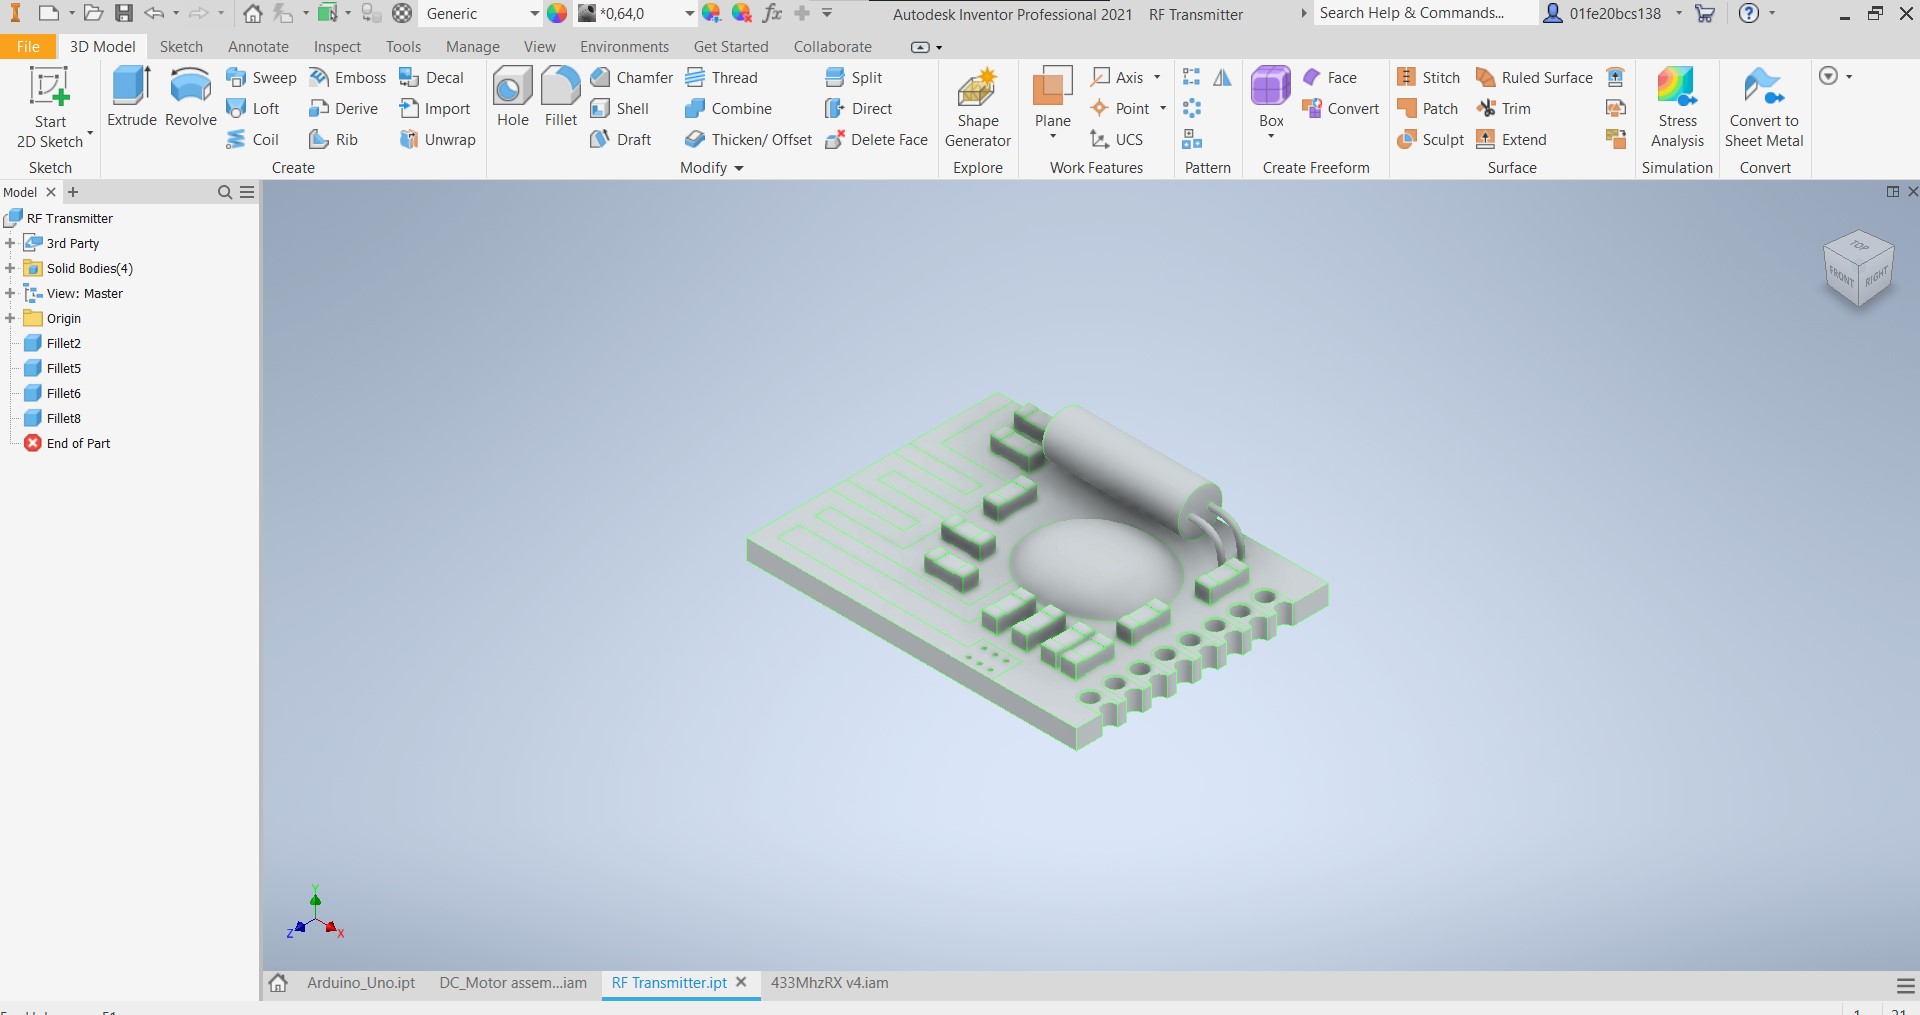 Generic
*0,64,0
fx
Autodesk Inventor Professional 2021 RF Transmitter
Search Help & Commands...
01fe20bcs138
File 3D Model Sketch Annotate Inspect Tools Manage View Environments Get Started Collaborate
Start
2D Sketch
Sketch
Extrude
Revolve
Sweep
Loft
Coil
Emboss
Derive
Rib
Decal
Import
Unwrap
Create
Hole
Fillet
Chamfer
Shell
Draft
Thread
Combine
Thicken/ Offset
Split
Direct
Delete Face
Modify
Shape
Generator
Explore
Plane
Axis
Point
UCS
Work Features
Pattern
Box
Face
Convert
Create Freeform
Stitch
Patch
Sculpt
Ruled Surface
Trim
Extend
Surface
Stress
Analysis
Simulation
Convert to
Sheet Metal
Convert
Model
RF Transmitter
3rd Party
Solid Bodies(4)
View: Master
Origin
Fillet2
Fillet5
Fillet6
Fillet8
End of Part
TOP
FRONT
RIGHT
Y
Z
X
Arduino_Uno.ipt DC_Motor assem...iam RF Transmitter.ipt 433MhzRX v4.iam